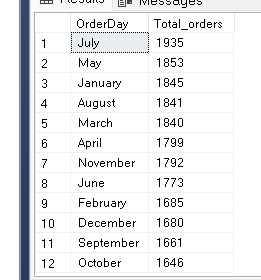 Results Messages
OrderDay Total_orders
1 July 1935
2 May 1853
3 January 1845
4 August 1841
5 March 1840
6 April 1799
7 November 1792
8 June 1773
9 February 1685
10 December 1680
11 September 1661
12 October 1646